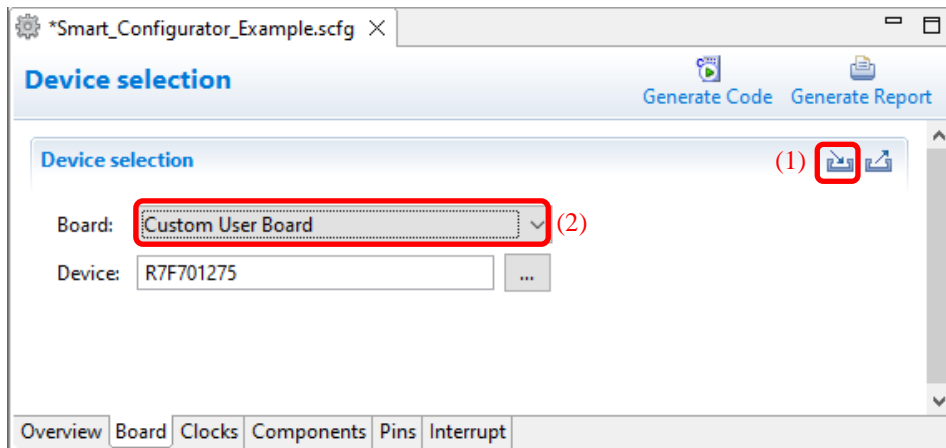 *Smart_Configurator_Example.scfg
Device selection
Generate Code Generate Report
Device selection
(1)
Board: Custom User Board (2)
Device: R7F701275 ...
Overview Board Clocks Components Pins Interrupt